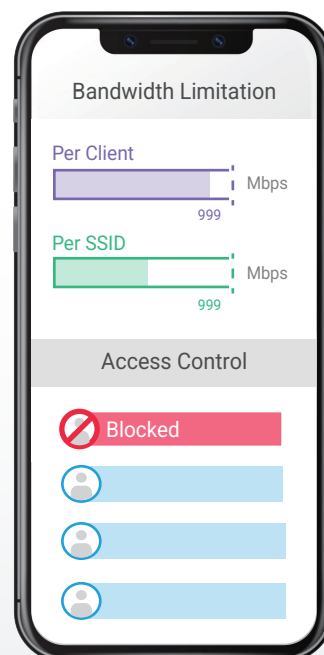 Bandwidth Limitation
Per Client
Mbps
999
Per SSID
Mbps
999
Access Control
Blocked